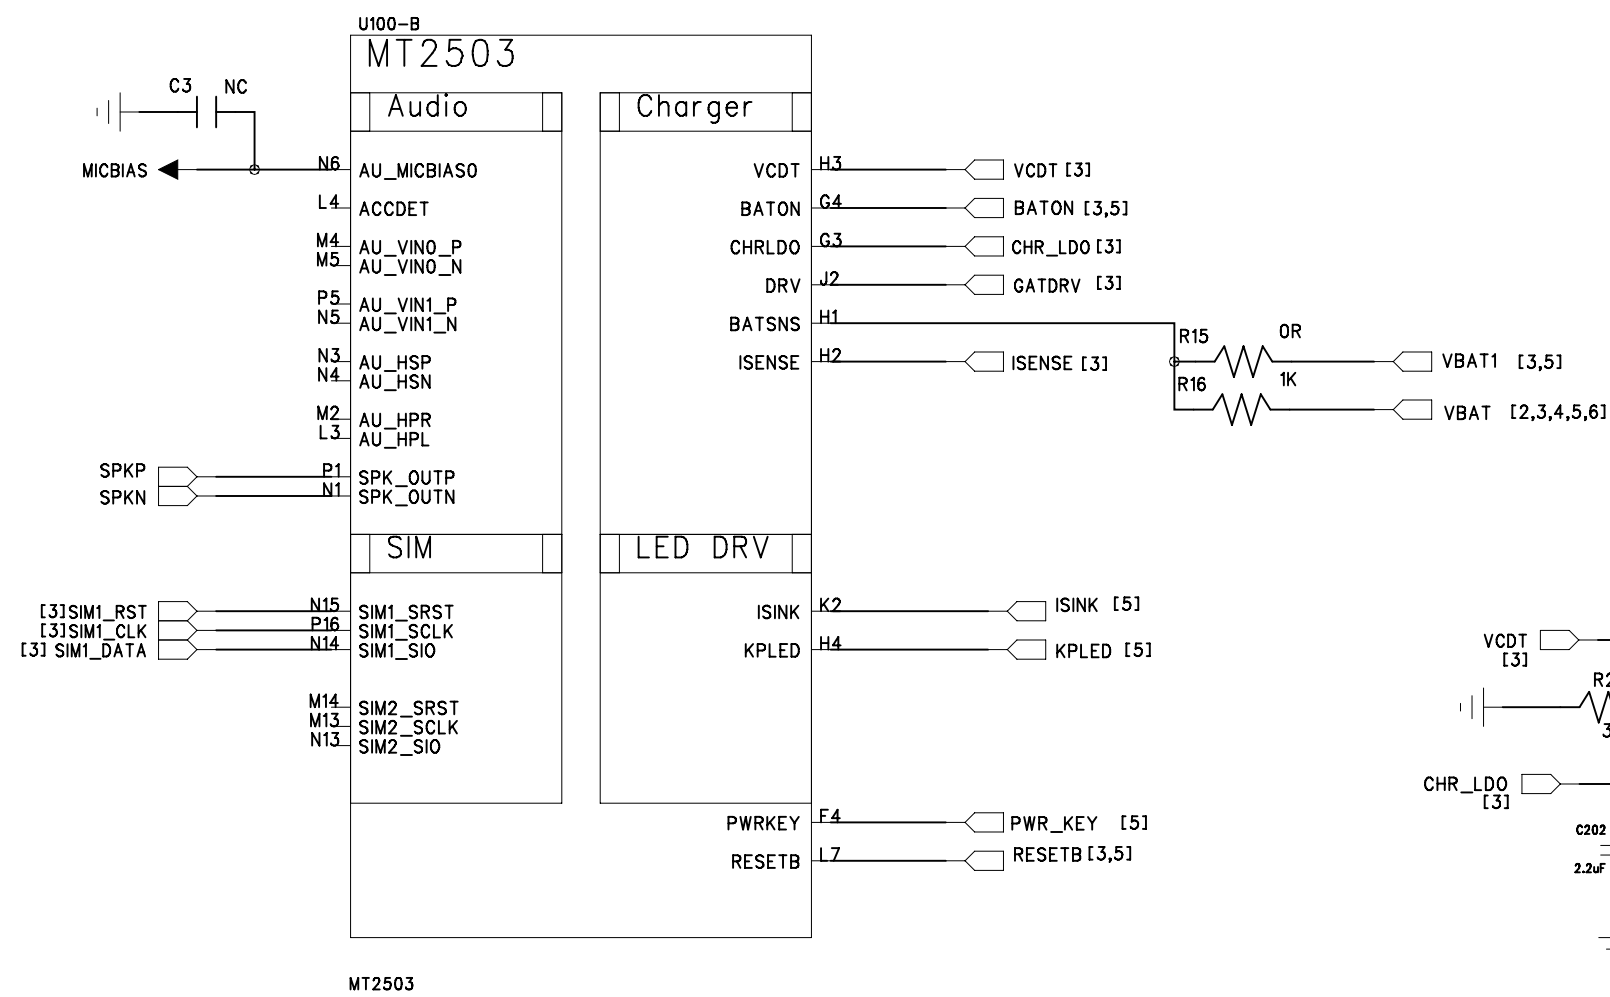 U100-B
MT2503
C3 NC
Audio
Charger
MICBIAS
N6 AU_MICBIAS0
L4 ACCDET
M4 AU_VIN0_P
M5 AU_VIN0_N
P5 AU_VIN1_P
N5 AU_VIN1_N
N3 AU_HSP
N4 AU_HSN
M2 AU_HPR
L3 AU_HPL
SPKP P1 SPK_OUTP
SPKN N1 SPK_OUTN
VCDT H3 VCDT [3]
BATON G4 BATON [3,5]
CHRLDO G3 CHR_LDO [3]
DRV J2 GATDRV [3]
BATSNS H1
ISENSE H2 ISENSE [3]
R15 0R VBAT1 [3,5]
R16 1K VBAT [2,3,4,5,6]
SIM
LED DRV
[3]SIM1_RST N15 SIM1_SRST
[3]SIM1_CLK P16 SIM1_SCLK
[3] SIM1_DATA N14 SIM1_SIO
M14 SIM2_SRST
M13 SIM2_SCLK
N13 SIM2_SIO
ISINK K2 ISINK [5]
KPLED H4 KPLED [5]
PWRKEY F4 PWR_KEY [5]
RESETB L7 RESETB [3,5]
VCDT
[3]
CHR_LDO
[3]
C202
2.2uF
MT2503